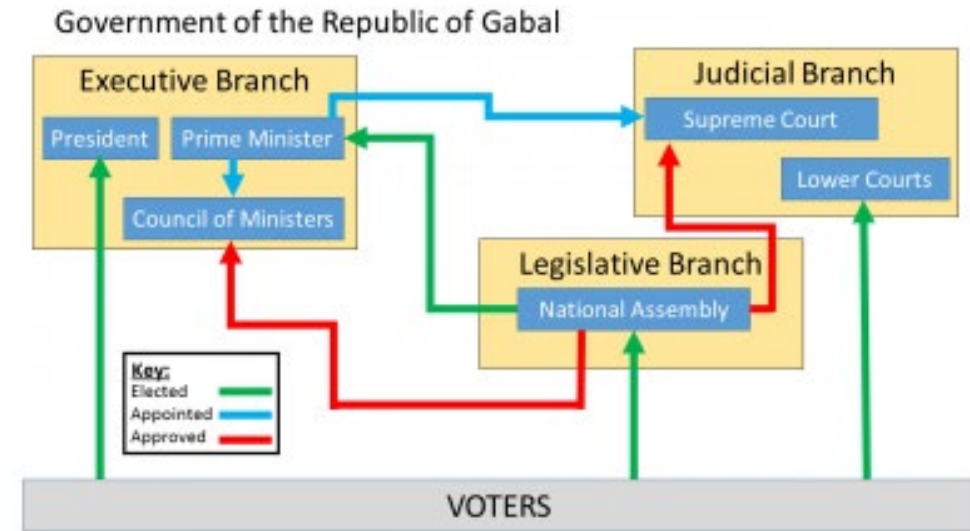 Government of the Republic of Gabal
Executive Branch
President
Prime Minister
Council of Ministers
Judicial Branch
Supreme Court
Lower Courts
Legislative Branch
National Assembly
Key:
Elected
Appointed
Approved
VOTERS